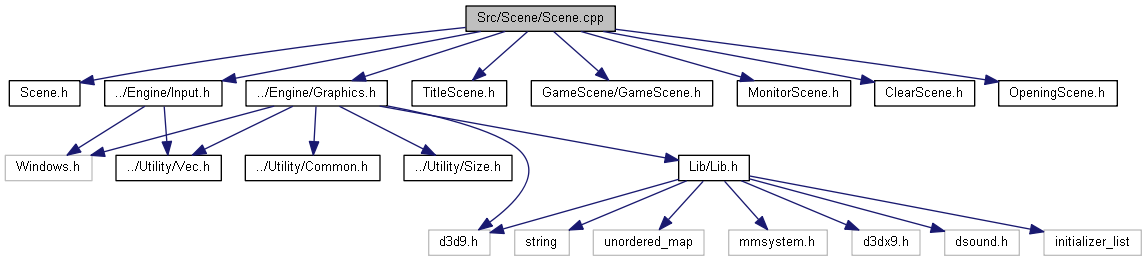 Src/Scene/Scene.cpp
Scene.h
../Engine/Input.h
../Engine/Graphics.h
TitleScene.h
GameScene/GameScene.h
MonitorScene.h
ClearScene.h
OpeningScene.h
Windows.h
../Utility/Vec.h
../Utility/Common.h
../Utility/Size.h
Lib/Lib.h
d3d9.h
string
unordered_map
mmsystem.h
d3dx9.h
dsound.h
initializer_list